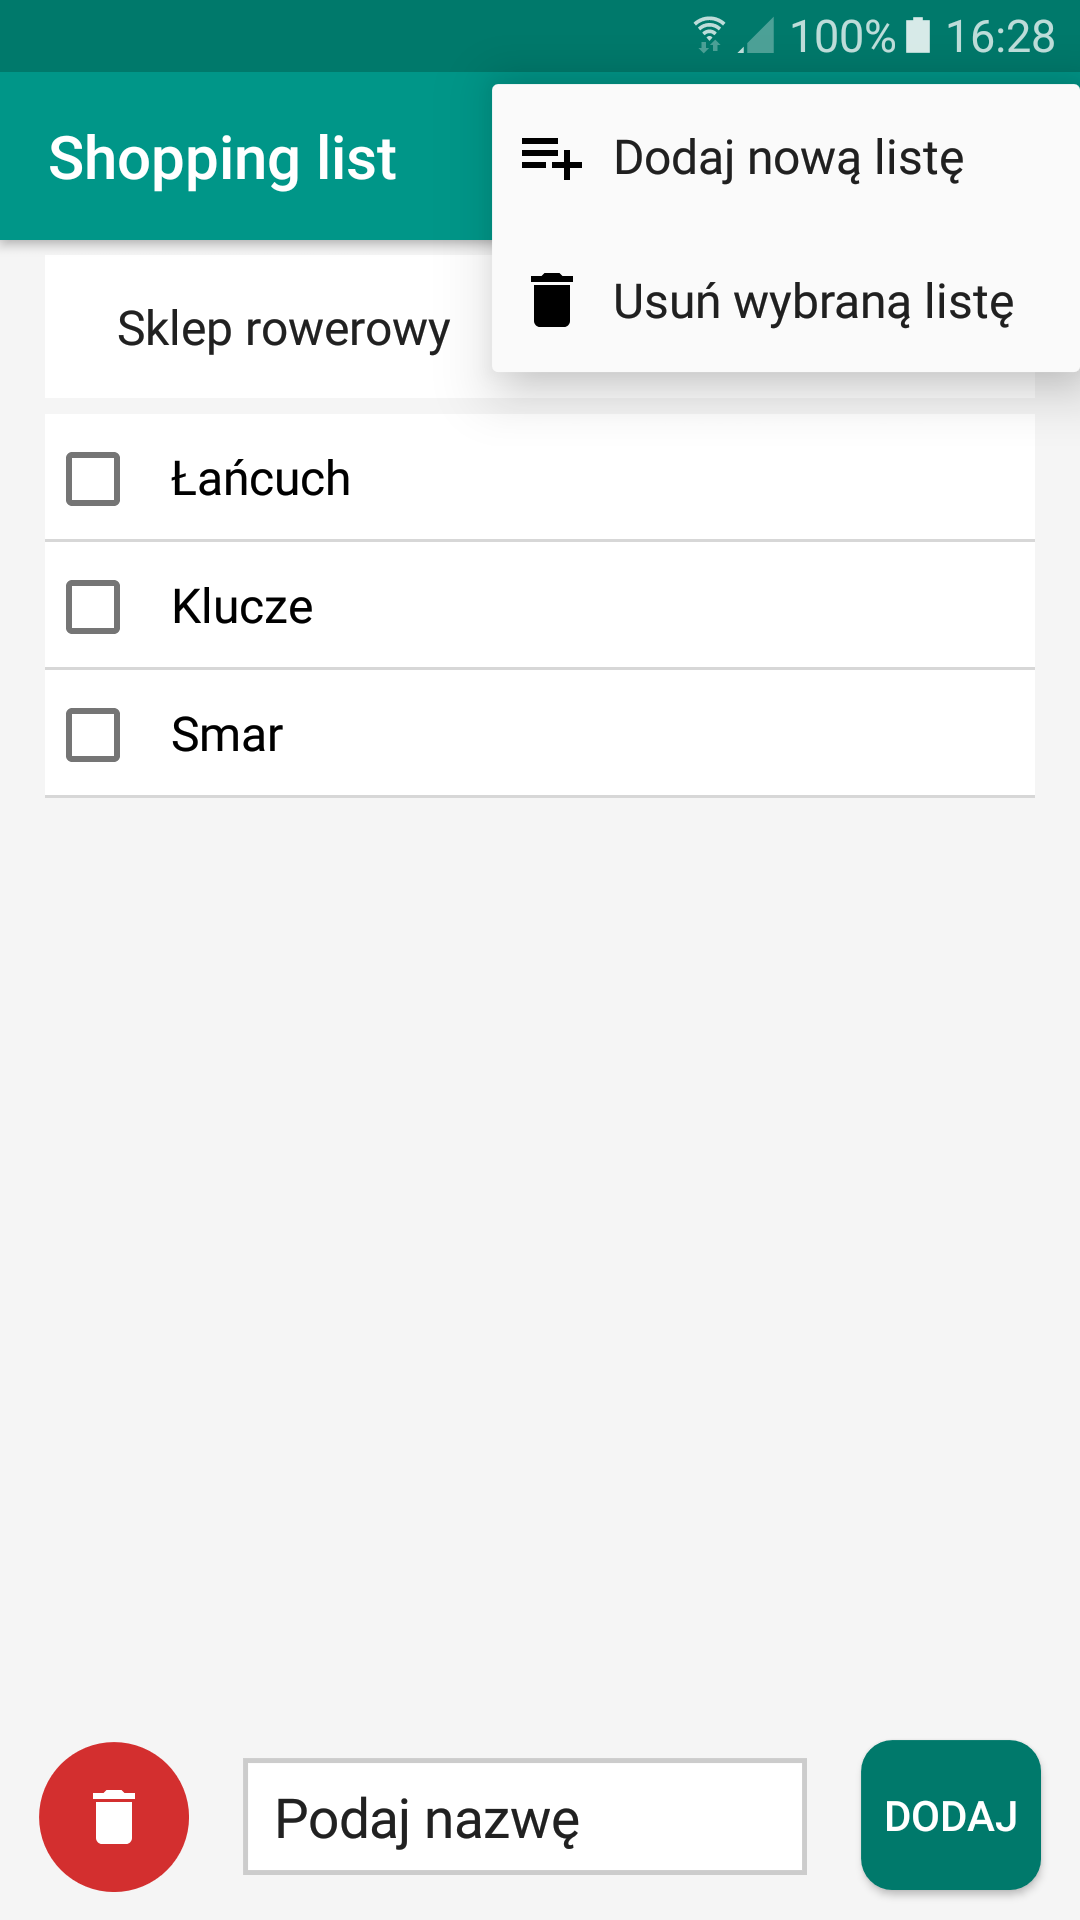 100% 16:28
Shopping list
Dodaj nową listę
Usuń wybraną listę
Sklep rowerowy
Łańcuch
Klucze
Smar
Podaj nazwę
DODAJ